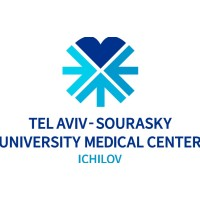 TEL AVIV - SOURASKY
UNIVERSITY MEDICAL CENTER
ICHILOV